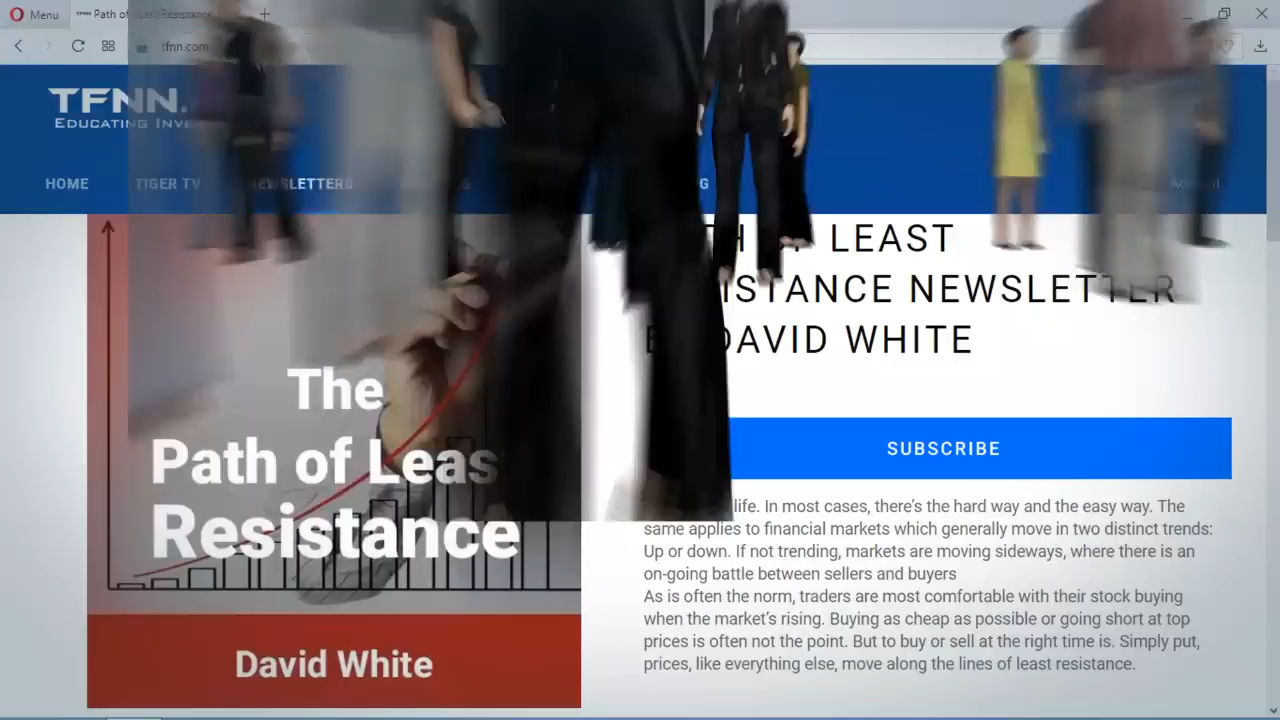 Menu
Path of Least Resistance
tfnn.com
TFNN.
EDUCATING
HOME
TIGER TV
NEWSLETTERS
LEAST
NEWSLETTER
DAVID WHITE
SUBSCRIBE
The
Path of Leas
Resistance
David White
life. In most cases, there's the hard way and the easy way. The
same applies to financial markets which generally move in two distinct trends:
Up or down. If not trending, markets are moving sideways, where there is an
on-going battle between sellers and buyers
As is often the norm, traders are most comfortable with their stock buying
when the market's rising. Buying as cheap as possible or going short at top
prices is often not the point. But to buy or sell at the right time is. Simply put,
prices, like everything else, move along the lines of least resistance.